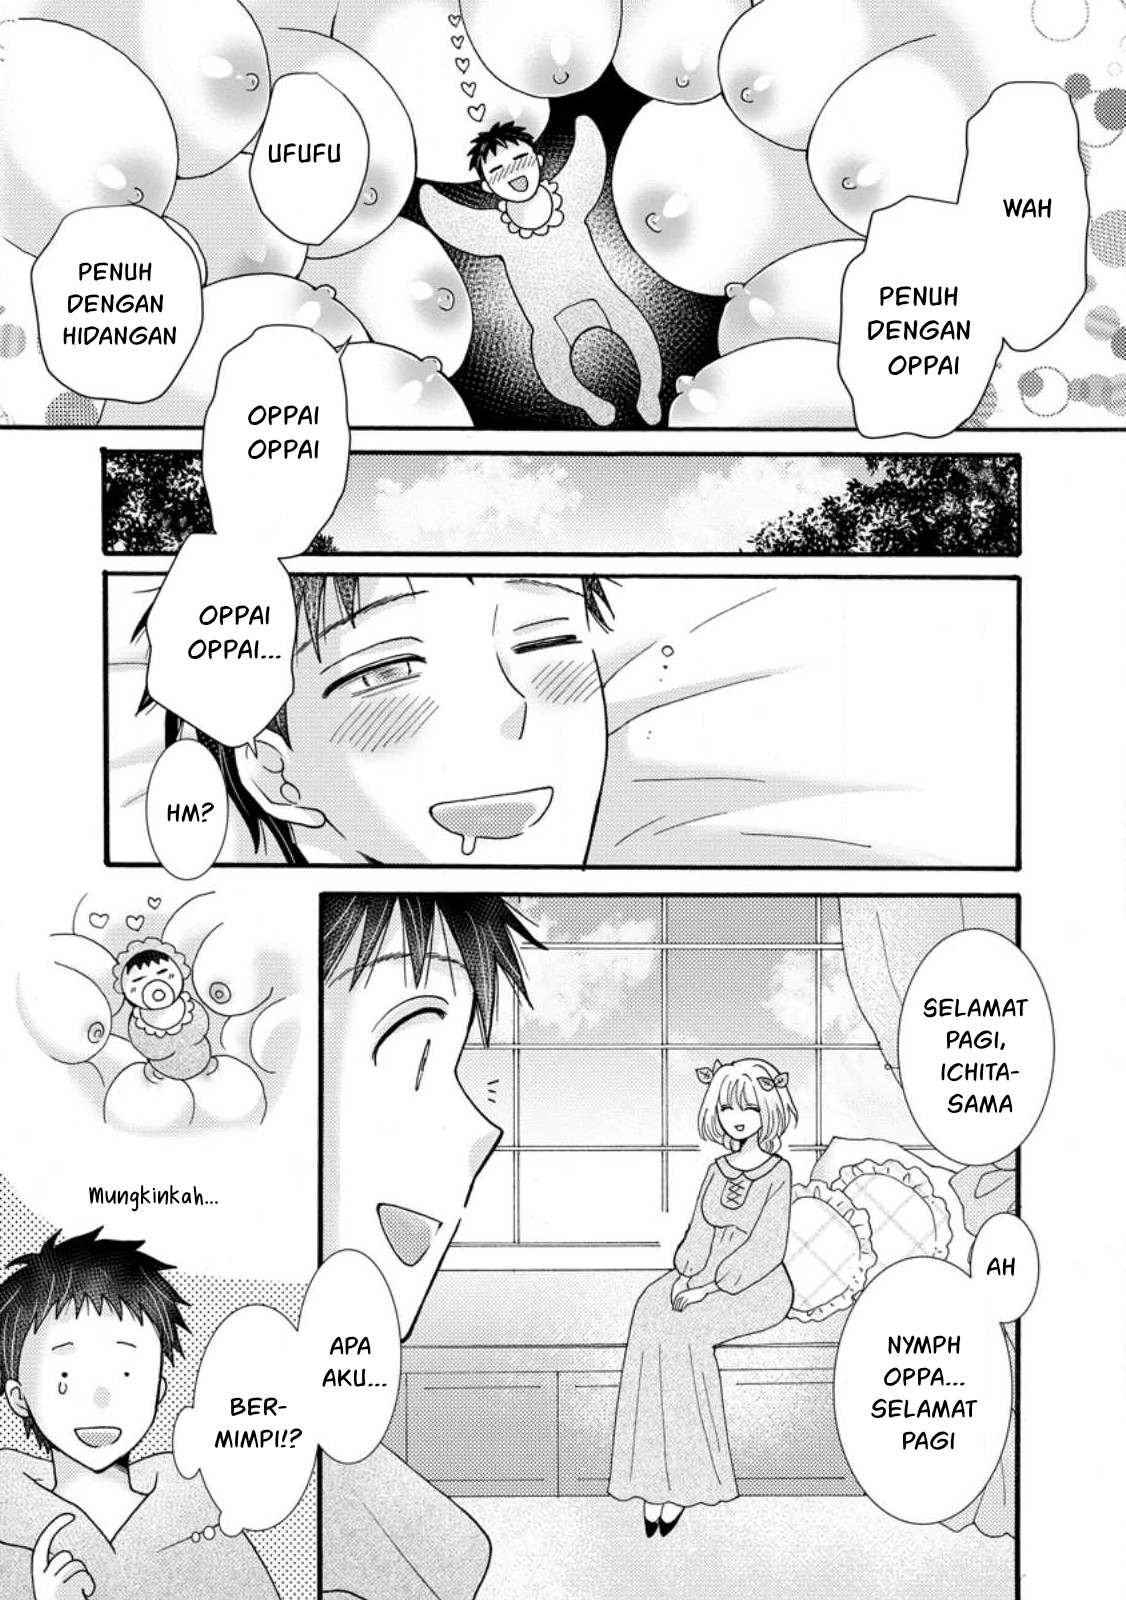 WAH
PENUH
DENGAN
OPPAI
UFUFU
PENUH
DENGAN
HIDANGAN
OPPAI
OPPAI
OPPAI
OPPAI...
HM?
SELAMAT
PAGI,
ICHITA-
SAMA
AH
NYMPH
OPPA...
SELAMAT
PAGI
Mungkinkah...
APA
AKU...
BER-
MIMPI!?